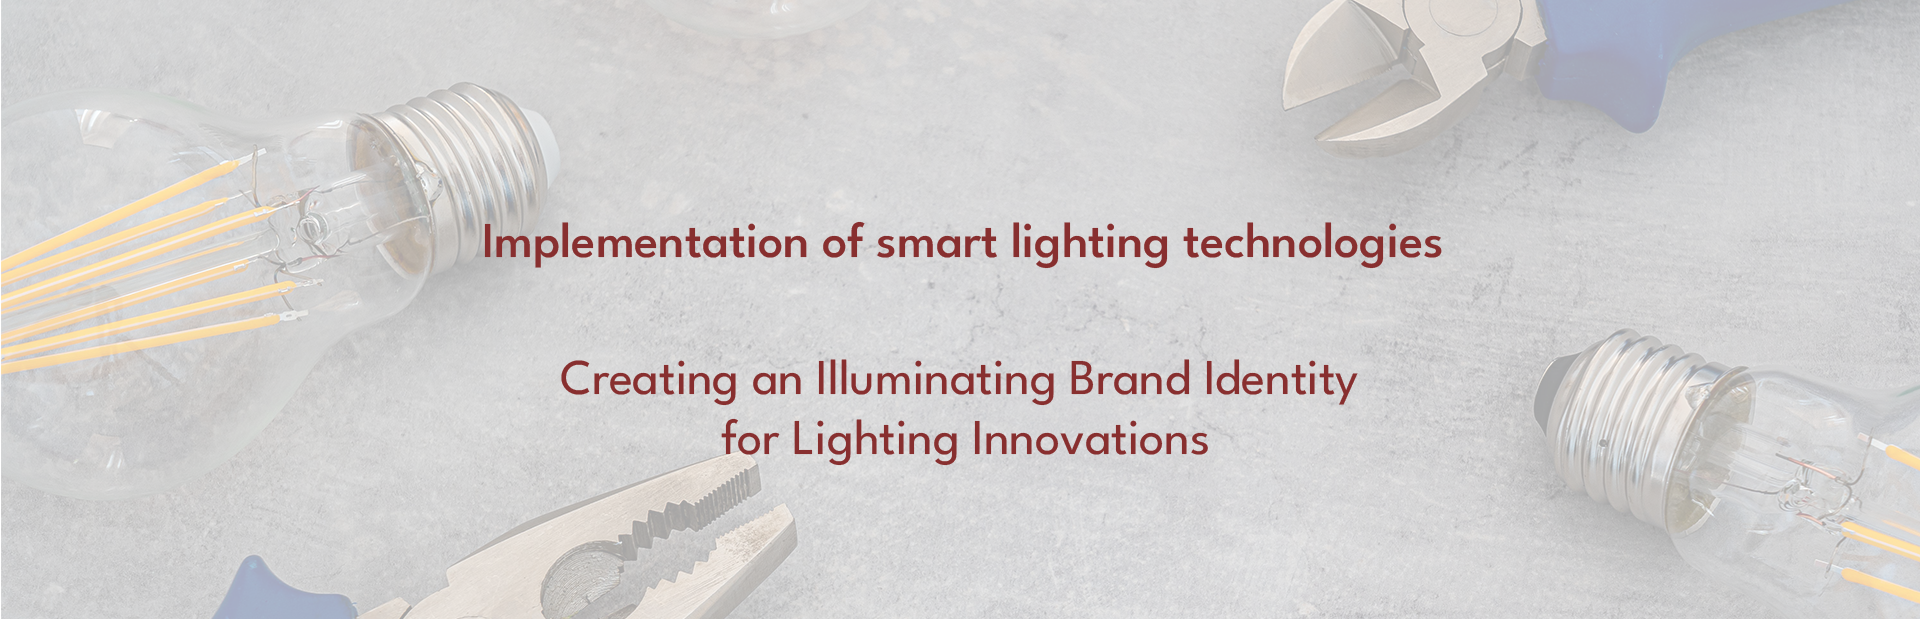 Implementation of smart lighting technologies
Creating an Illuminating Brand Identity
for Lighting Innovations